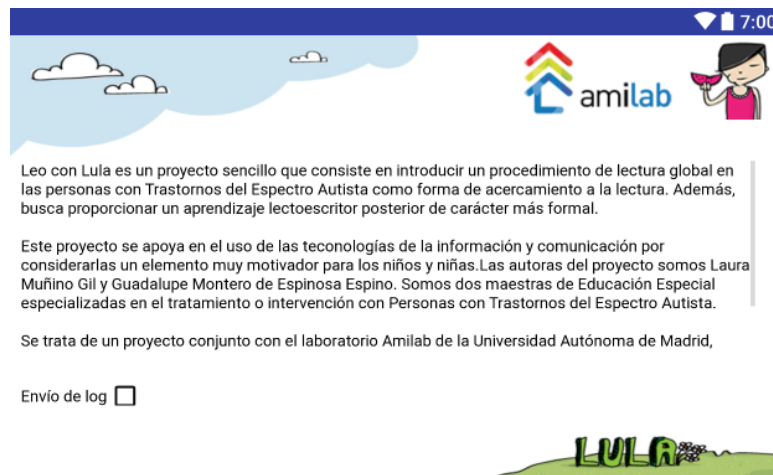 7:00
amilab
Leo con Lula es un proyecto sencillo que consiste en introducir un procedimiento de lectura global en
las personas con Trastornos del Espectro Autista como forma de acercamiento a la lectura. Además,
busca proporcionar un aprendizaje lectoescritor posterior de carácter más formal.
Este proyecto se apoya en el uso de las teconologías de la información y comunicación por
considerarlas un elemento muy motivador para los niños y niñas.Las autoras del proyecto somos Laura
Muñino Gil y Guadalupe Montero de Espinosa Espino. Somos dos maestras de Educación Especial
especializadas en el tratamiento o intervención con Personas con Trastornos del Espectro Autista.
Se trata de un proyecto conjunto con el laboratorio Amilab de la Universidad Autónoma de Madrid,
Envío de log
LULA